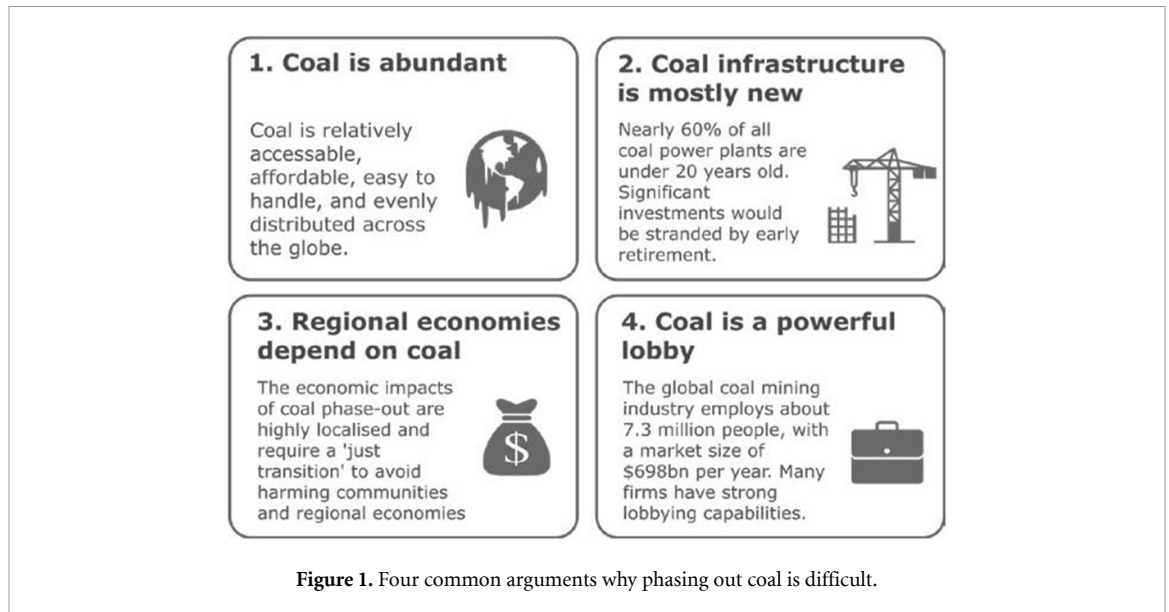 1. Coal is abundant
Coal is relatively
accessable,
affordable, easy to
handle, and evenly
distributed across
the globe.
2. Coal infrastructure
is mostly new
Nearly 60% of all
coal power plants are
under 20 years old.
Significant
investments would
be stranded by early
retirement.
3. Regional economies
depend on coal
The economic impacts
of coal phase-out are
highly localised and
require a 'just
transition' to avoid
harming communities
and regional economies
$
4. Coal is a powerful
lobby
The global coal mining
industry employs about
7.3 million people, with
a market size of
$698bn per year. Many
firms have strong
lobbying capabilities.
Figure 1. Four common arguments why phasing out coal is difficult.